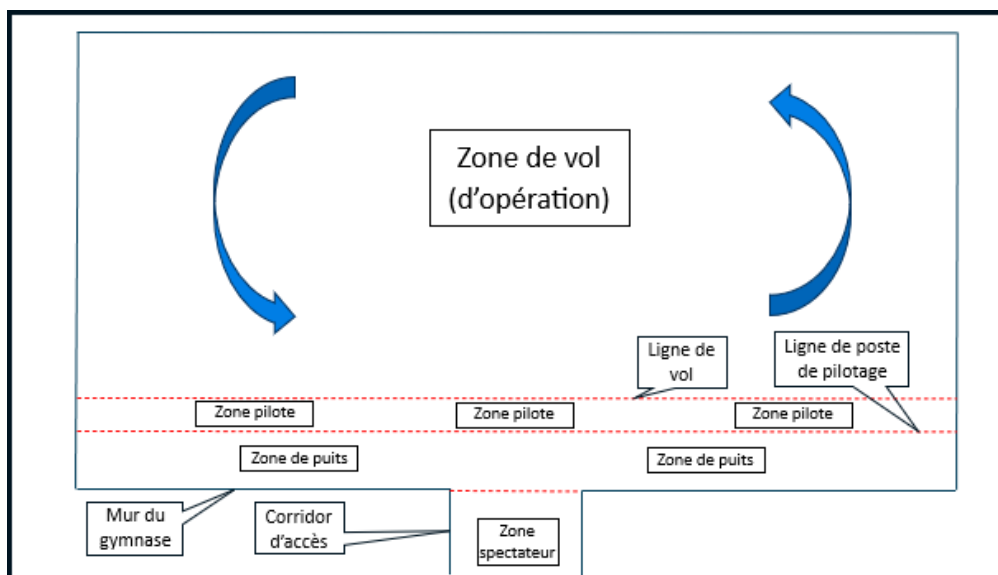 Zone de vol
(d'opération)
Ligne de
vol
Ligne de poste
de pilotage
Zone pilote
Zone pilote
Zone pilote
Zone de puits
Zone de puits
Mur du
gymnase
Corridor
d'accès
Zone
spectateur